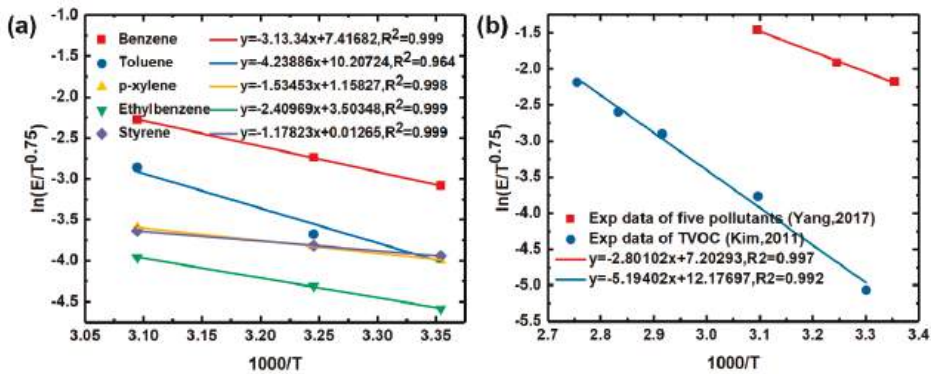 (a)
Benzene y=-3.13.34x+7.41682,R2=0.999
Toluene y=-4.23886x+10.20724,R2=0.964
p-xylene y=-1.53453x+1.15827,R2=0.998
Ethylbenzene y=-2.40969x+3.50348,R2=0.999
Styrene y=-1.17823x+0.01265,R2=0.999
-1.0
-1.5
-2.0
-2.5
-3.0
-3.5
-4.0
-4.5
ln(E/T0.75)
3.05 3.10 3.15 3.20 3.25 3.30 3.35
1000/T
(b)
-1.0
-1.5
-2.0
-2.5
-3.0
-3.5
-4.0
-4.5
-5.0
-5.5
ln(E/T0.75)
Exp data of five pollutants (Yang,2017)
Exp data of TVOC (Kim,2011)
y=-2.80102x+7.20293,R2=0.997
y=-5.19402x+12.17697,R2=0.992
2.7 2.8 2.9 3.0 3.1 3.2 3.3 3.4
1000/T